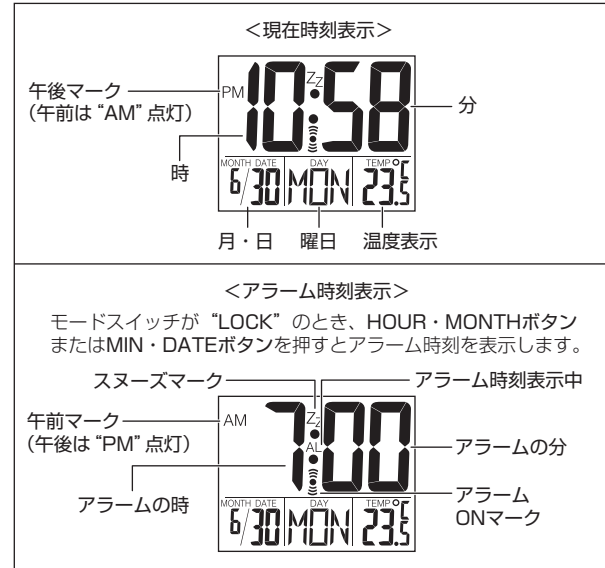 ＜現在時刻表示＞
午後マーク
（午前は“AM”点灯）
PM 10:58 Zz
分
時
MONTH DATE DAY TEMP
6/30 MON 23.5℃
月・日 曜日 温度表示
＜アラーム時刻表示＞
モードスイッチが“LOCK”のとき、HOUR・MONTHボタン
またはMIN・DATEボタンを押すとアラーム時刻を表示します。
スヌーズマーク アラーム時刻表示中
午前マーク
（午後は“PM”点灯）
AM 7:00 Zz AL
アラームの分
アラームの時
アラーム
ONマーク
MONTH DATE DAY TEMP
6/30 MON 23.5℃